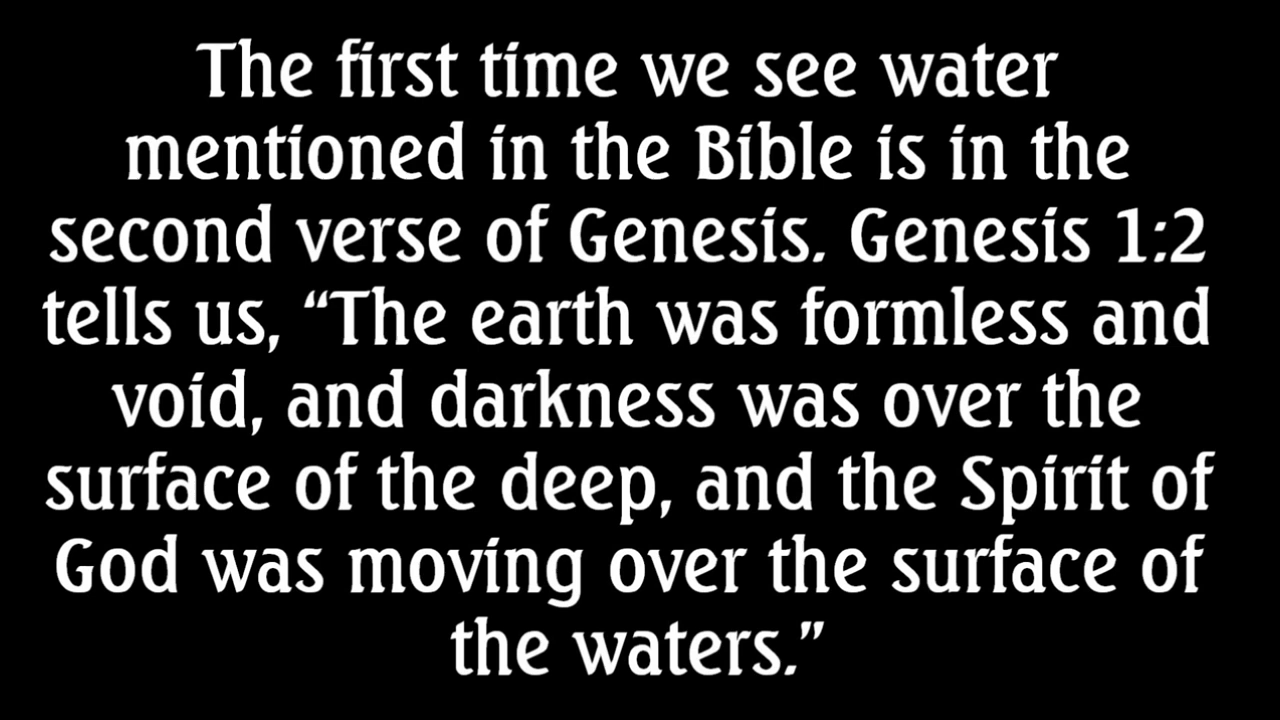 The first time we see water
mentioned in the Bible is in the
second verse of Genesis. Genesis 1:2
tells us, “The earth was formless and
void, and darkness was over the
surface of the deep, and the Spirit of
God was moving over the surface of
the waters.”